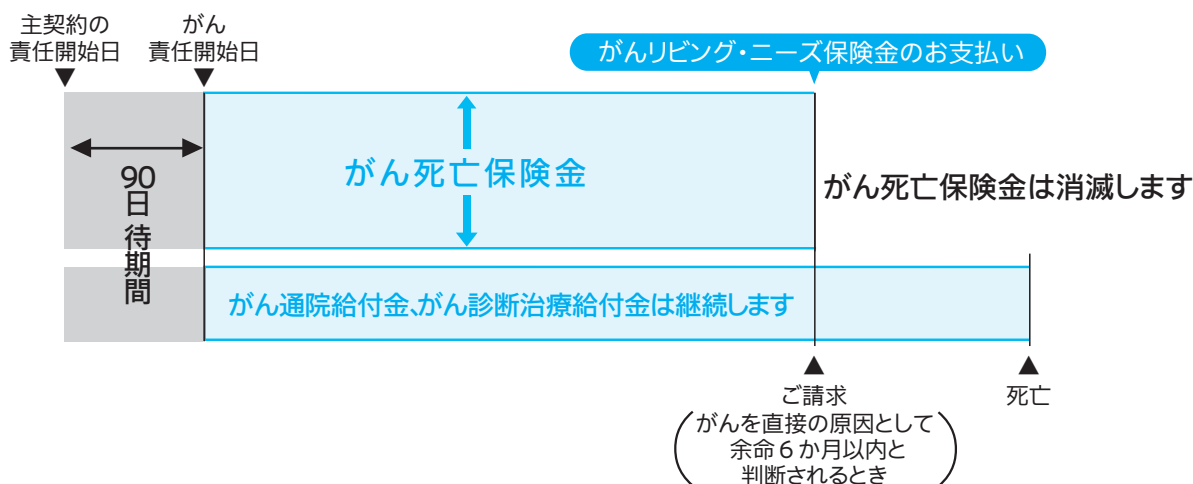 主契約の
責任開始日
がん
責任開始日
がんリビング・ニーズ保険金のお支払い
90日 待期間
がん死亡保険金
がん死亡保険金は消滅します
がん通院給付金、がん診断治療給付金は継続します
ご請求
(がんを直接の原因として
余命6か月以内と
判断されるとき)
死亡